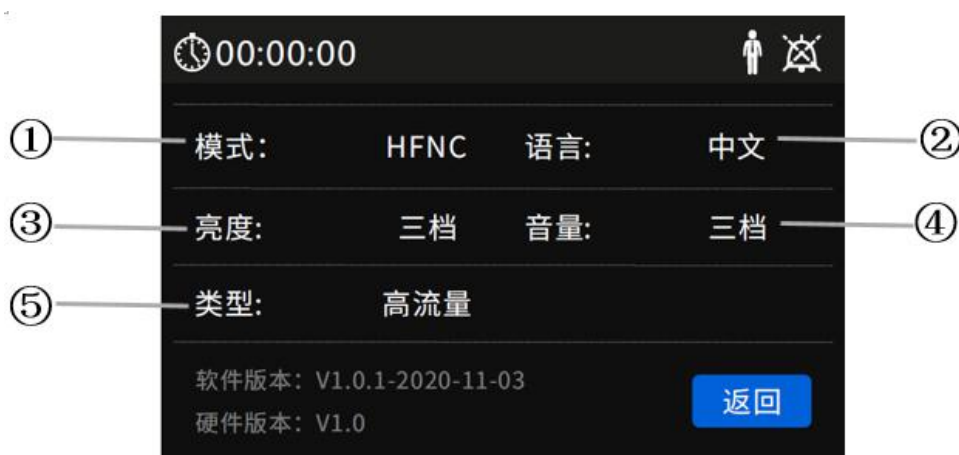 00:00:00
① 模式： HFNC 语言: 中文 ②
③ 亮度: 三档 音量: 三档 ④
⑤ 类型: 高流量
软件版本：V1.0.1-2020-11-03
硬件版本：V1.0
返回